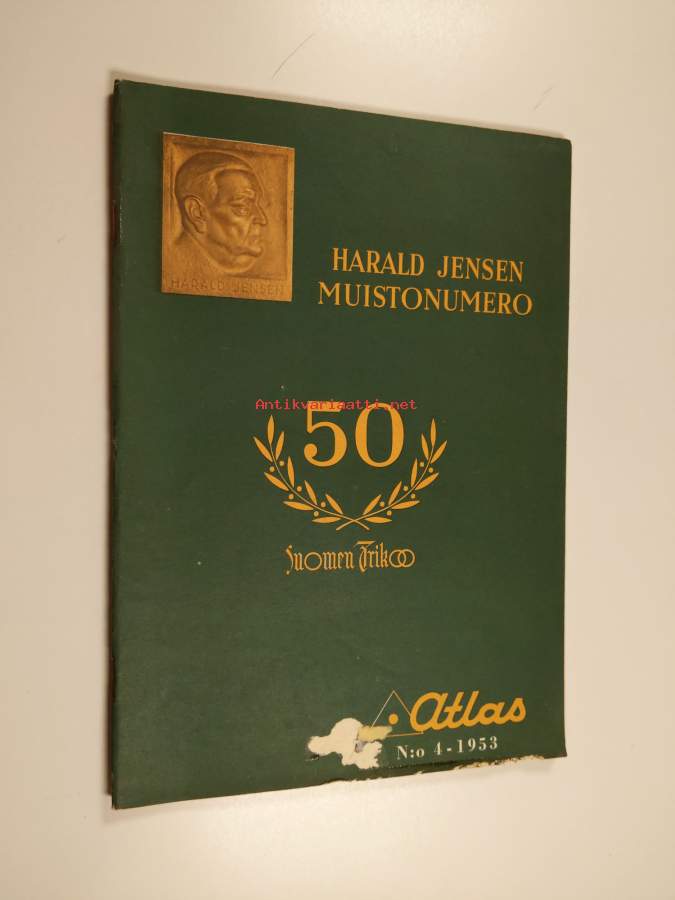 HARALD JENSEN
HARALD JENSEN
MUISTONUMERO
Antikvariaatti.net
50
Suomen Trikoo
Atlas
N:o 4 - 1953